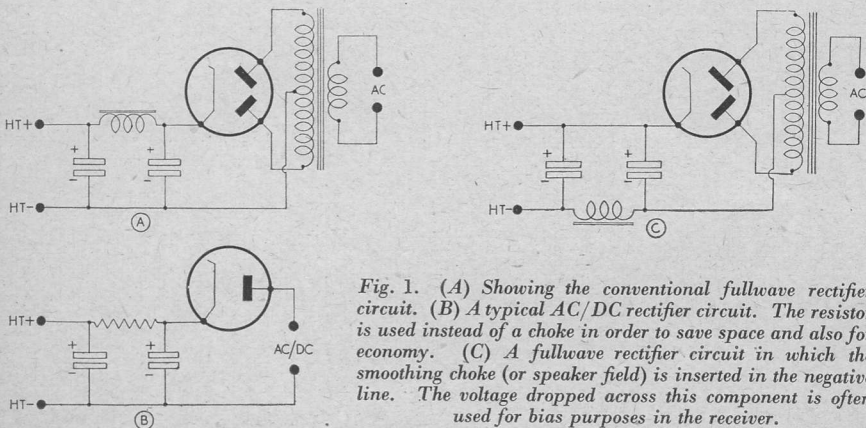 AC
HT+
+
+
-
-
HT-
A
AC
HT+
+
+
-
-
HT-
C
HT+
+
+
-
-
AC/DC
HT-
B
Fig. 1. (A) Showing the conventional fullwave rectifier
circuit. (B) A typical AC/DC rectifier circuit. The resisto
is used instead of a choke in order to save space and also fo
economy. (C) A fullwave rectifier circuit in which th
smoothing choke (or speaker field) is inserted in the negative
line. The voltage dropped across this component is often
used for bias purposes in the receiver.